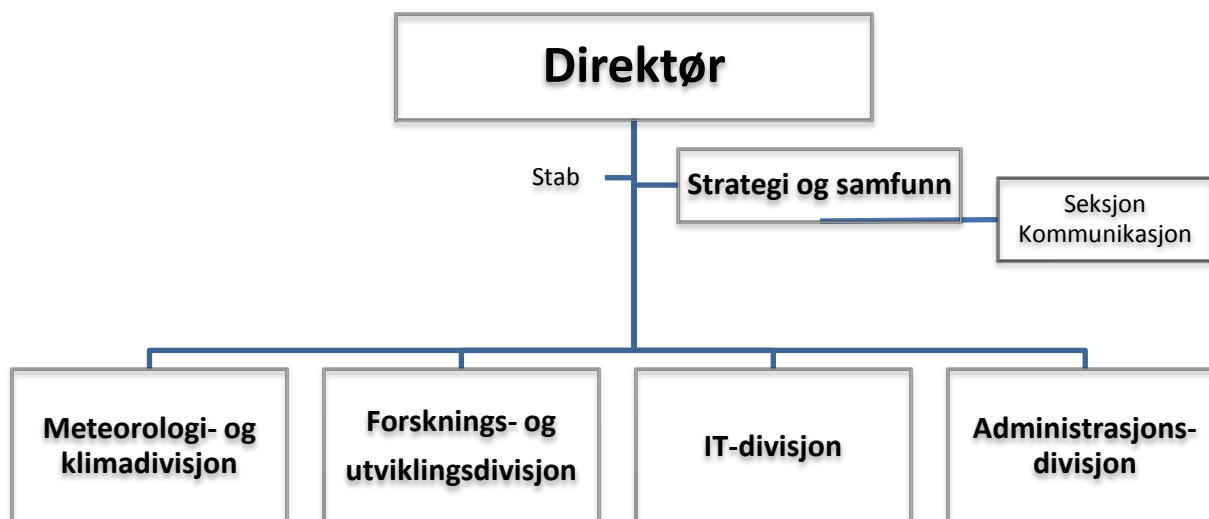 Direktør
Stab
Strategi og samfunn
Seksjon
Kommunikasjon
Meteorologi- og
klimadivisjon
Forsknings- og
utviklingsdivisjon
IT-divisjon
Administrasjons-
divisjon